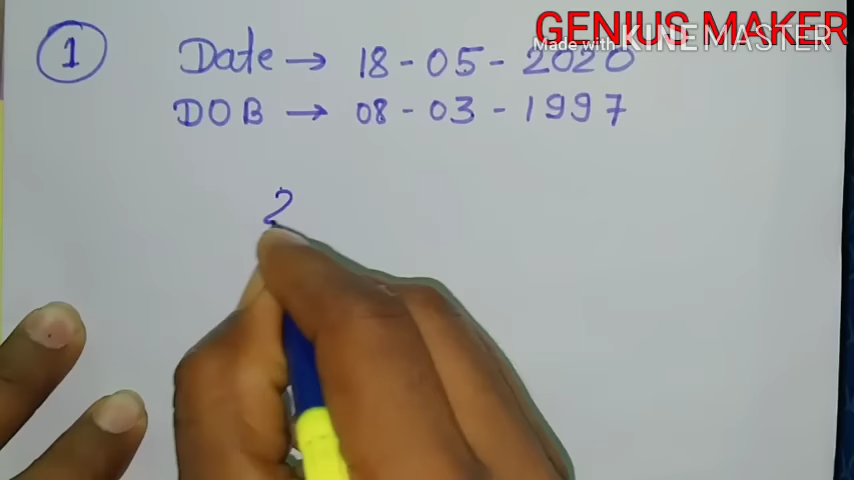 GENIUS MAKER
Made with KINEMASTER
1 Date → 18-05-2020
DOB → 08-03-1997
2